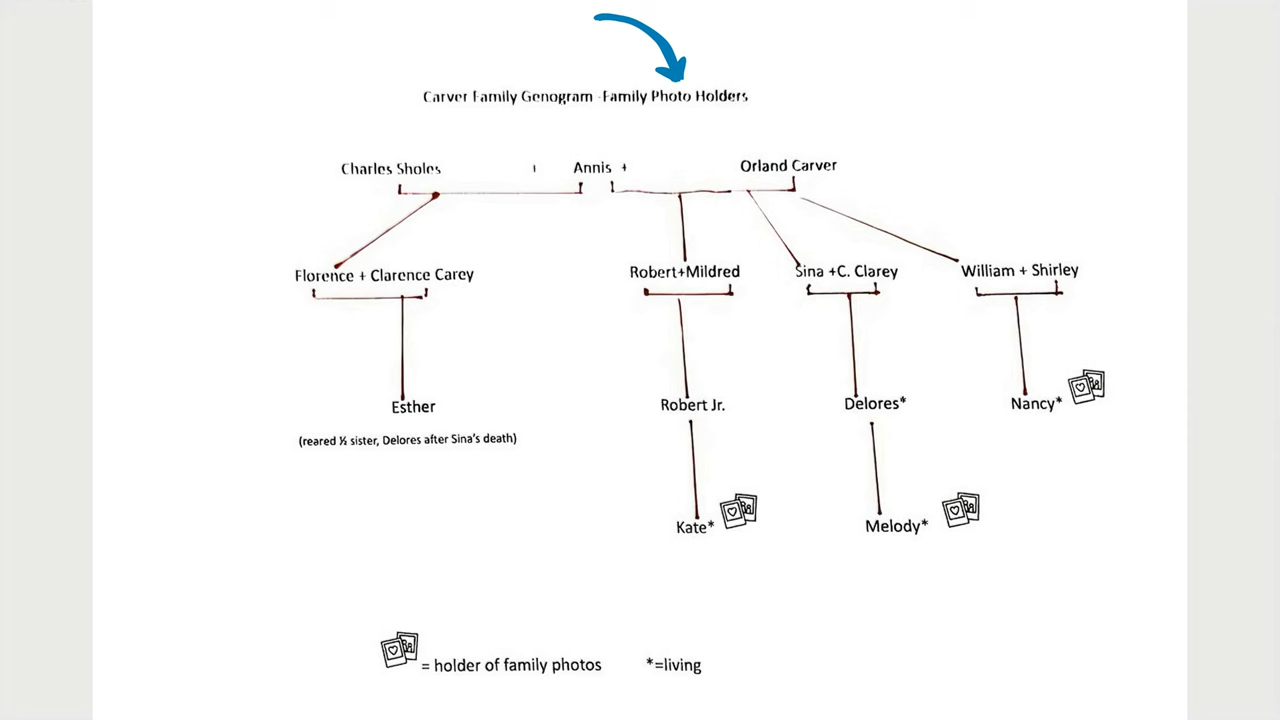 Carver Family Genogram -Family Photo Holders
Charles Sholes + Annis + Orland Carver
Florence + Clarence Carey Robert+Mildred Sina +C. Clarey William + Shirley
Esther Robert Jr. Delores* Nancy*
(reared ½ sister, Delores after Sina's death)
Kate* Melody*
= holder of family photos *=living